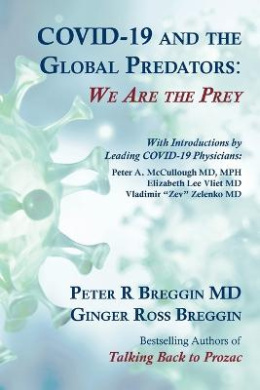 COVID-19 AND THE
GLOBAL PREDATORS:
WE ARE THE PREY
With Introductions by
Leading COVID-19 Physicians:
Peter A. McCullough MD, MPH
Elizabeth Lee Vliet MD
Vladimir "Zev" Zelenko MD
PETER R BREGGIN MD
GINGER ROSS BREGGIN
Bestselling Authors of
Talking Back to Prozac